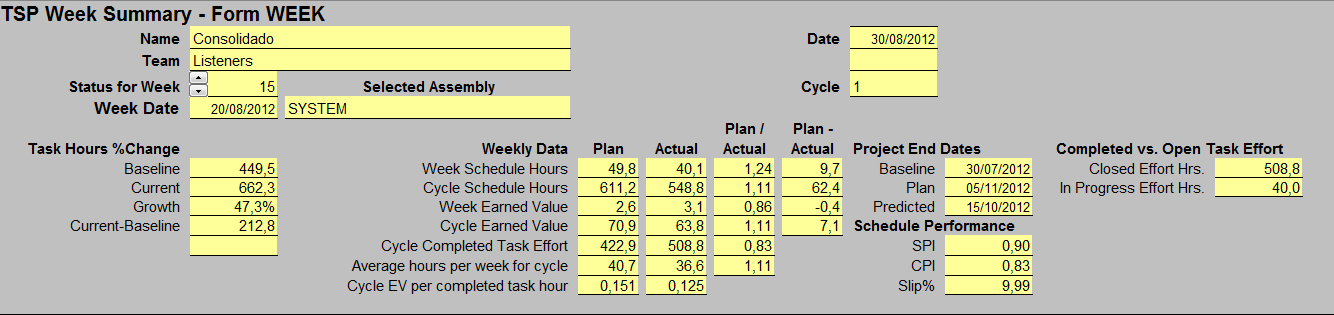 TSP Week Summary - Form WEEK
Name Consolidado Date 30/08/2012
Team Listeners
Status for Week 15 Selected Assembly Cycle 1
Week Date 20/08/2012 SYSTEM
Plan / Plan -
Task Hours %Change Weekly Data Plan Actual Actual Actual Project End Dates Completed vs. Open Task Effort
Baseline 449,5 Week Schedule Hours 49,8 40,1 1,24 9,7 Baseline 30/07/2012 Closed Effort Hrs. 508,8
Current 662,3 Cycle Schedule Hours 611,2 548,8 1,11 62,4 Plan 05/11/2012 In Progress Effort Hrs. 40,0
Growth 47,3% Week Earned Value 2,6 3,1 0,86 -0,4 Predicted 15/10/2012
Current-Baseline 212,8 Cycle Earned Value 70,9 63,8 1,11 7,1 Schedule Performance
Cycle Completed Task Effort 422,9 508,8 0,83 SPI 0,90
Average hours per week for cycle 40,7 36,6 1,11 CPI 0,83
Cycle EV per completed task hour 0,151 0,125 Slip% 9,99